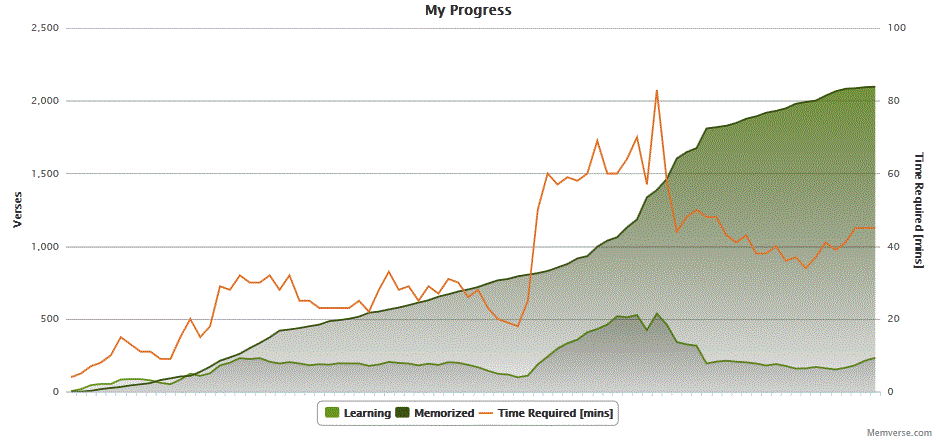 My Progress
2,500 100
2,000 80
1,500 60
1,000 40
500 20
0 0
Verses
Time Required [mins]
Learning Memorized Time Required [mins]
Memverse.com